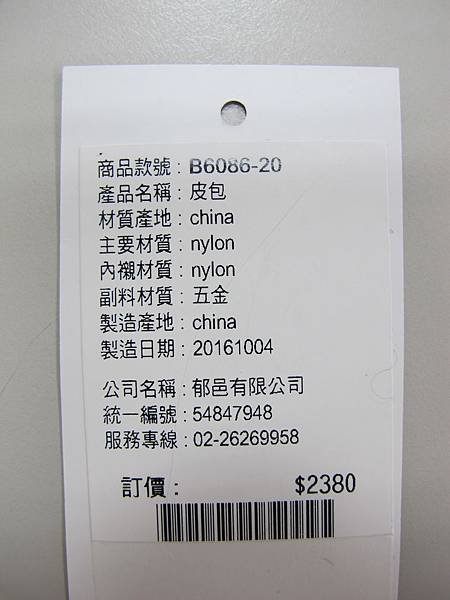 商品款號 : B6086-20
產品名稱 : 皮包
材質產地 : china
主要材質 : nylon
內襯材質 : nylon
副料材質 : 五金
製造產地 : china
製造日期 : 20161004
公司名稱 : 郁邑有限公司
統一編號 : 54847948
服務專線 : 02-26269958
訂價 : $2380